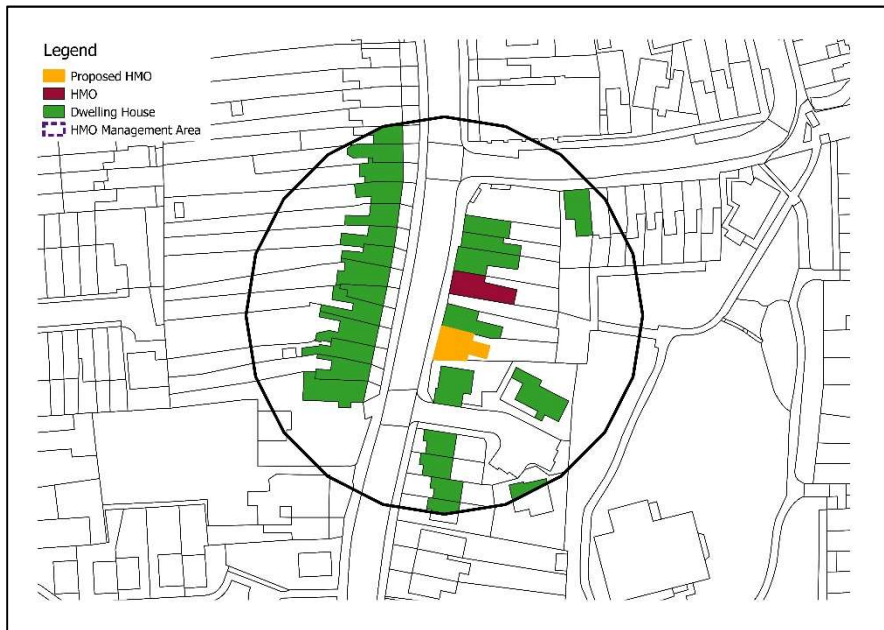 Legend
Proposed HMO
HMO
Dwelling House
HMO Management Area